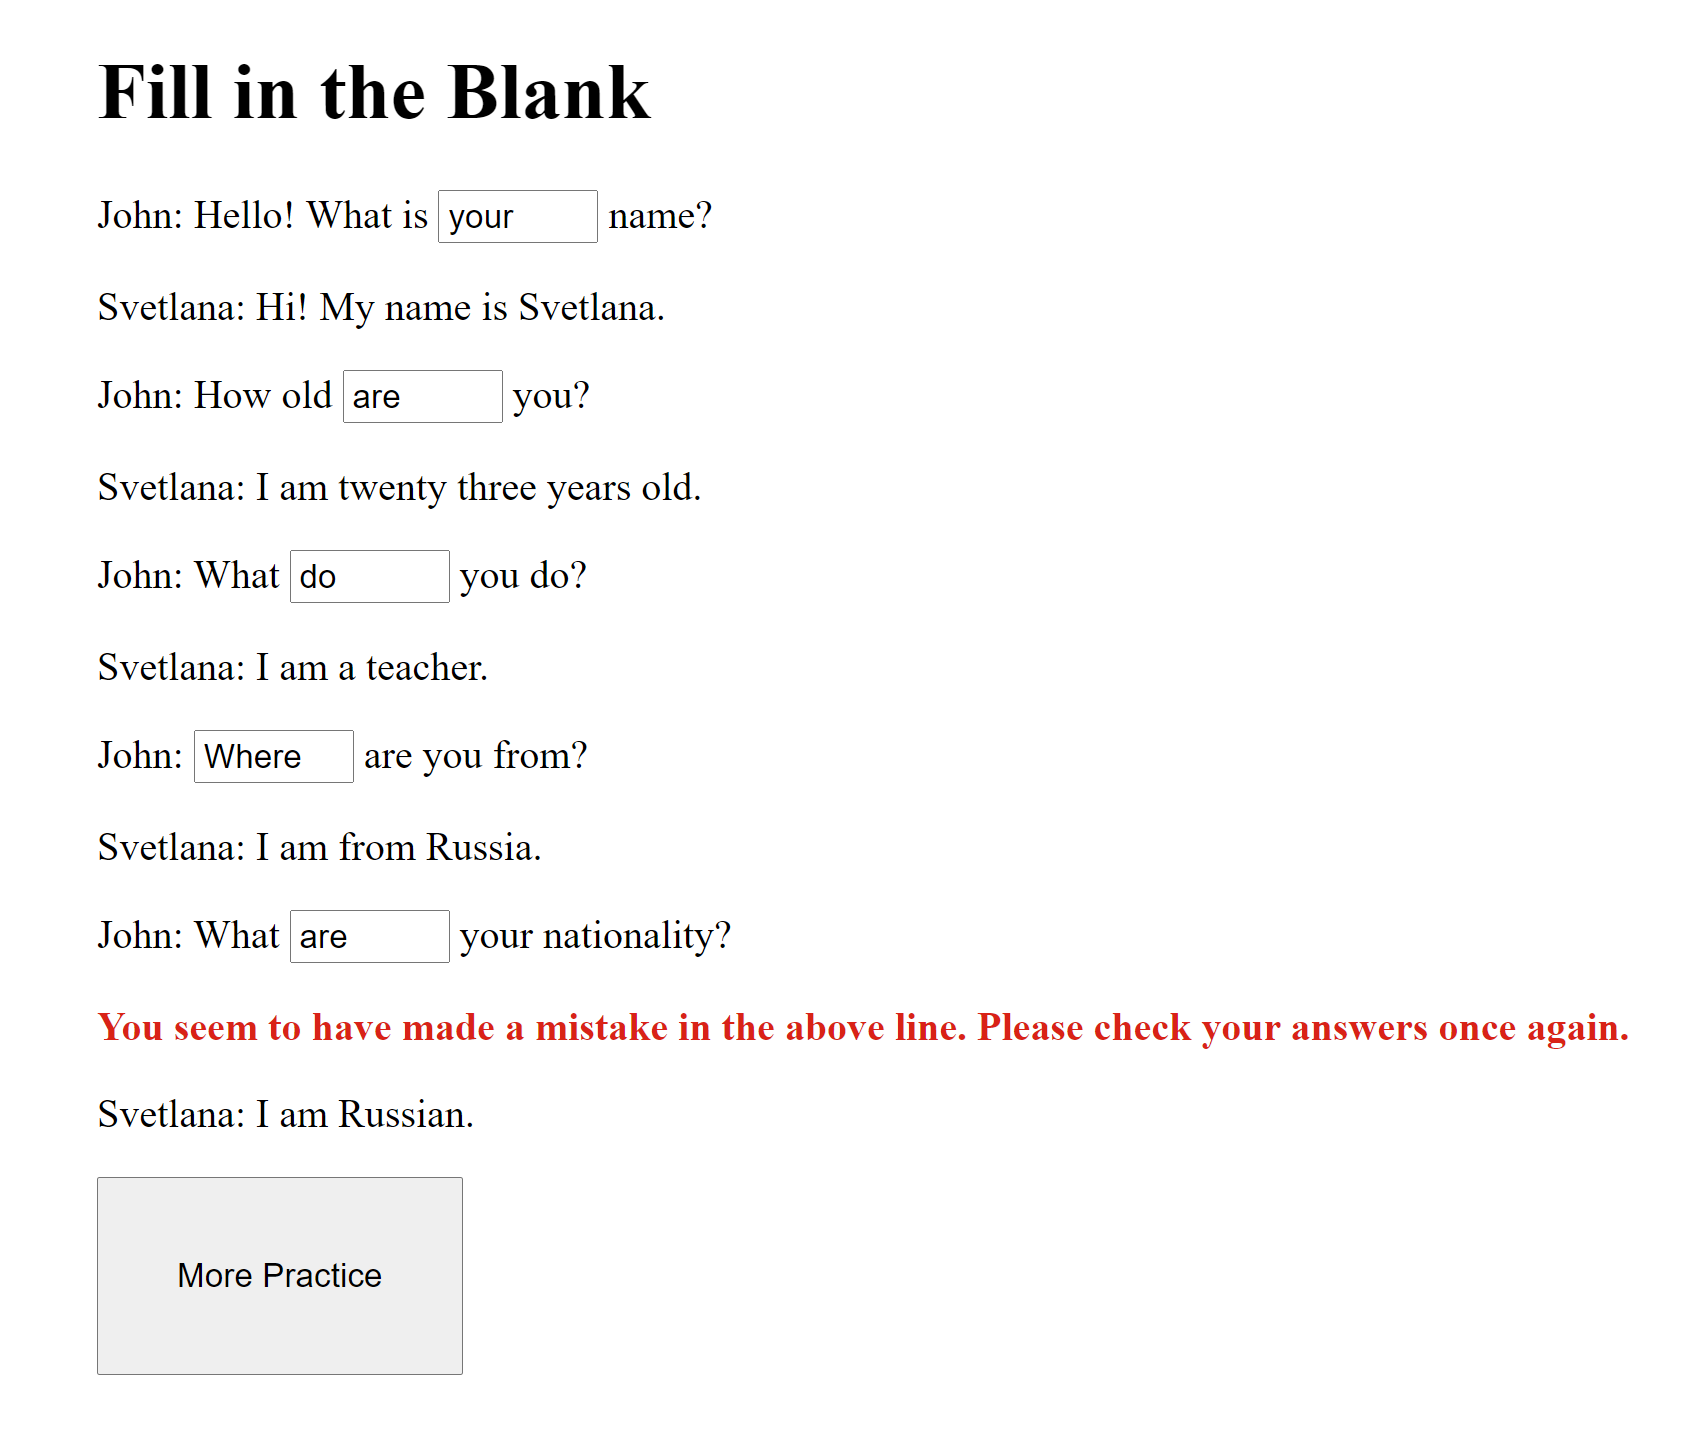 Fill in the Blank
John: Hello! What is your name?
Svetlana: Hi! My name is Svetlana.
John: How old are you?
Svetlana: I am twenty three years old.
John: What do you do?
Svetlana: I am a teacher.
John: Where are you from?
Svetlana: I am from Russia.
John: What are your nationality?
You seem to have made a mistake in the above line. Please check your answers once again.
Svetlana: I am Russian.
More Practice